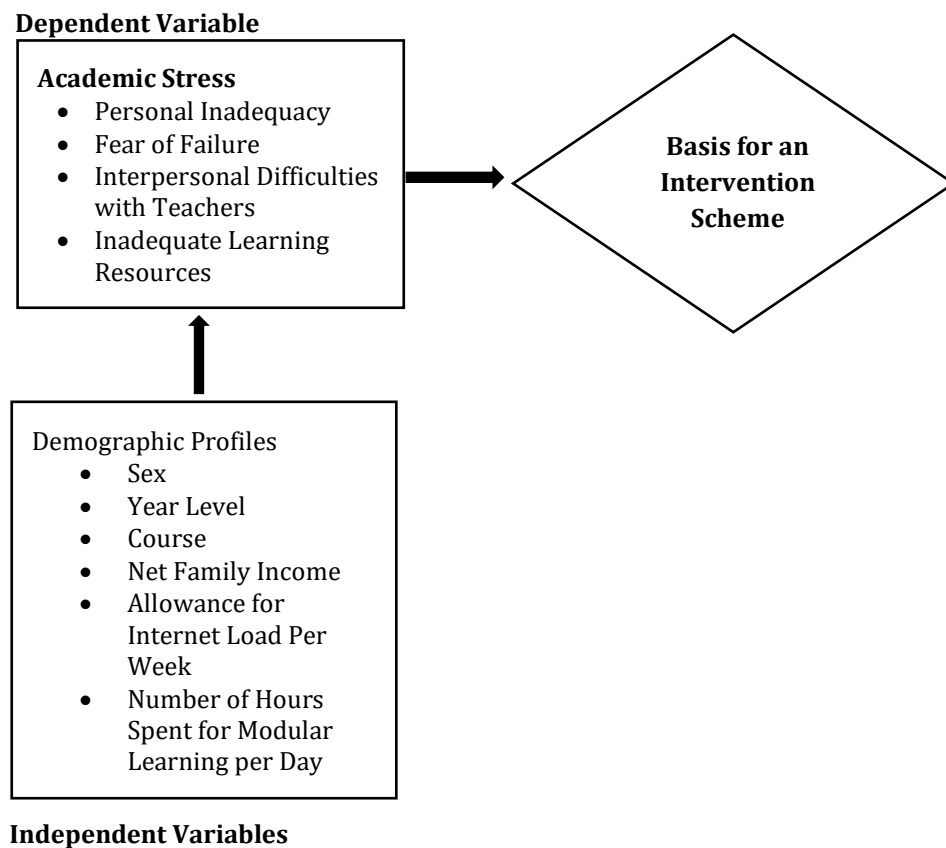 Dependent Variable
Academic Stress
• Personal Inadequacy
• Fear of Failure
• Interpersonal Difficulties
with Teachers
• Inadequate Learning
Resources
Basis for an
Intervention
Scheme
Demographic Profiles
• Sex
• Year Level
• Course
• Net Family Income
• Allowance for
Internet Load Per
Week
• Number of Hours
Spent for Modular
Learning per Day
Independent Variables